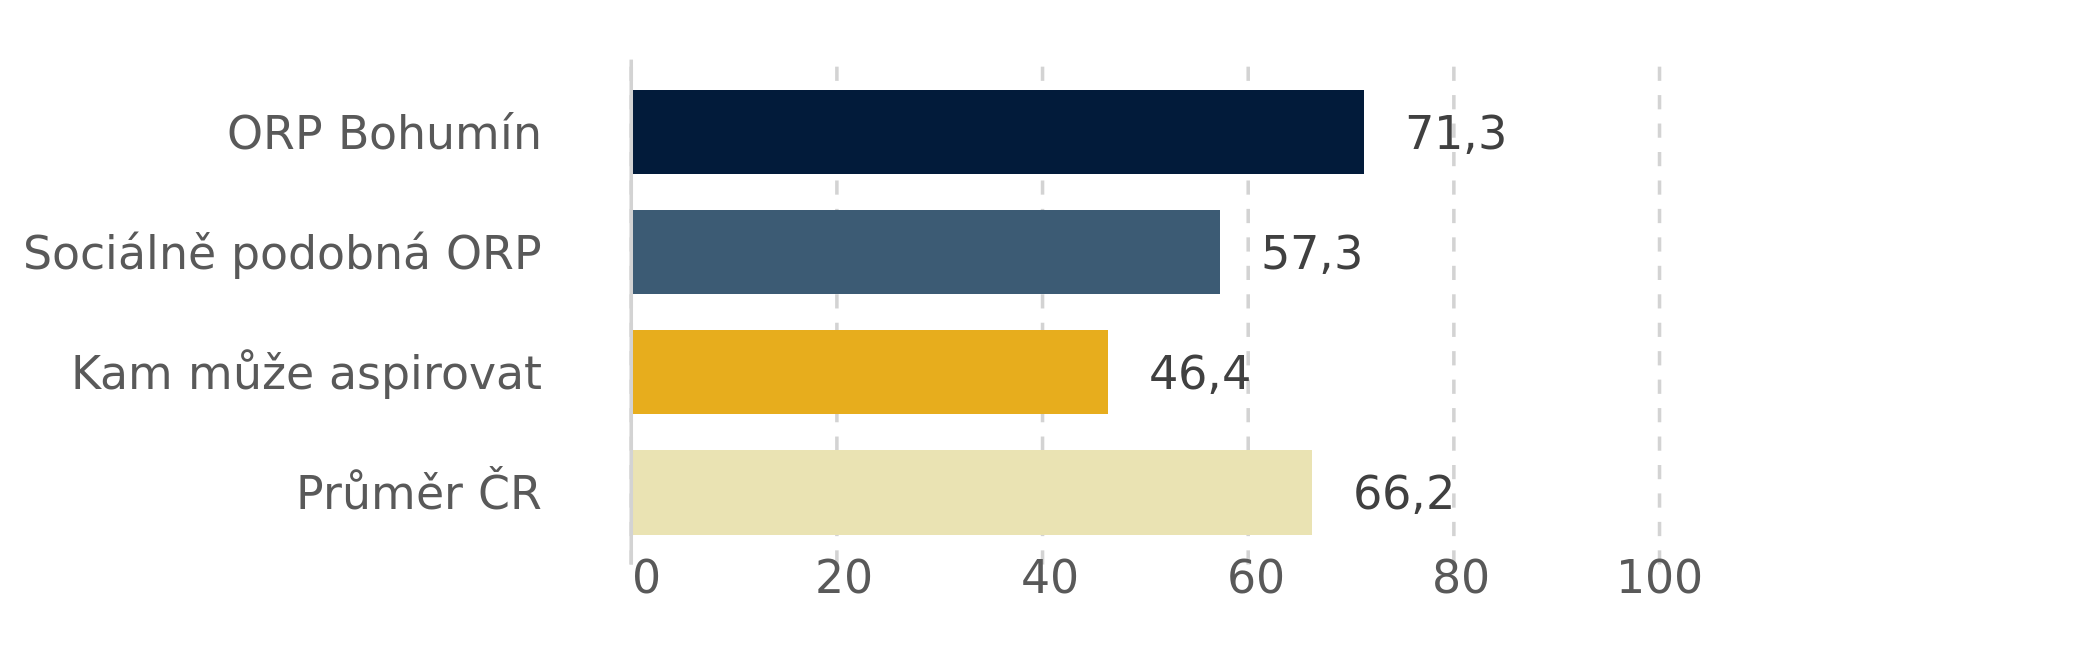 ORP Bohumín 71,3
Sociálně podobná ORP 57,3
Kam může aspirovat 46,4
Průměr ČR 66,2
0 20 40 60 80 100